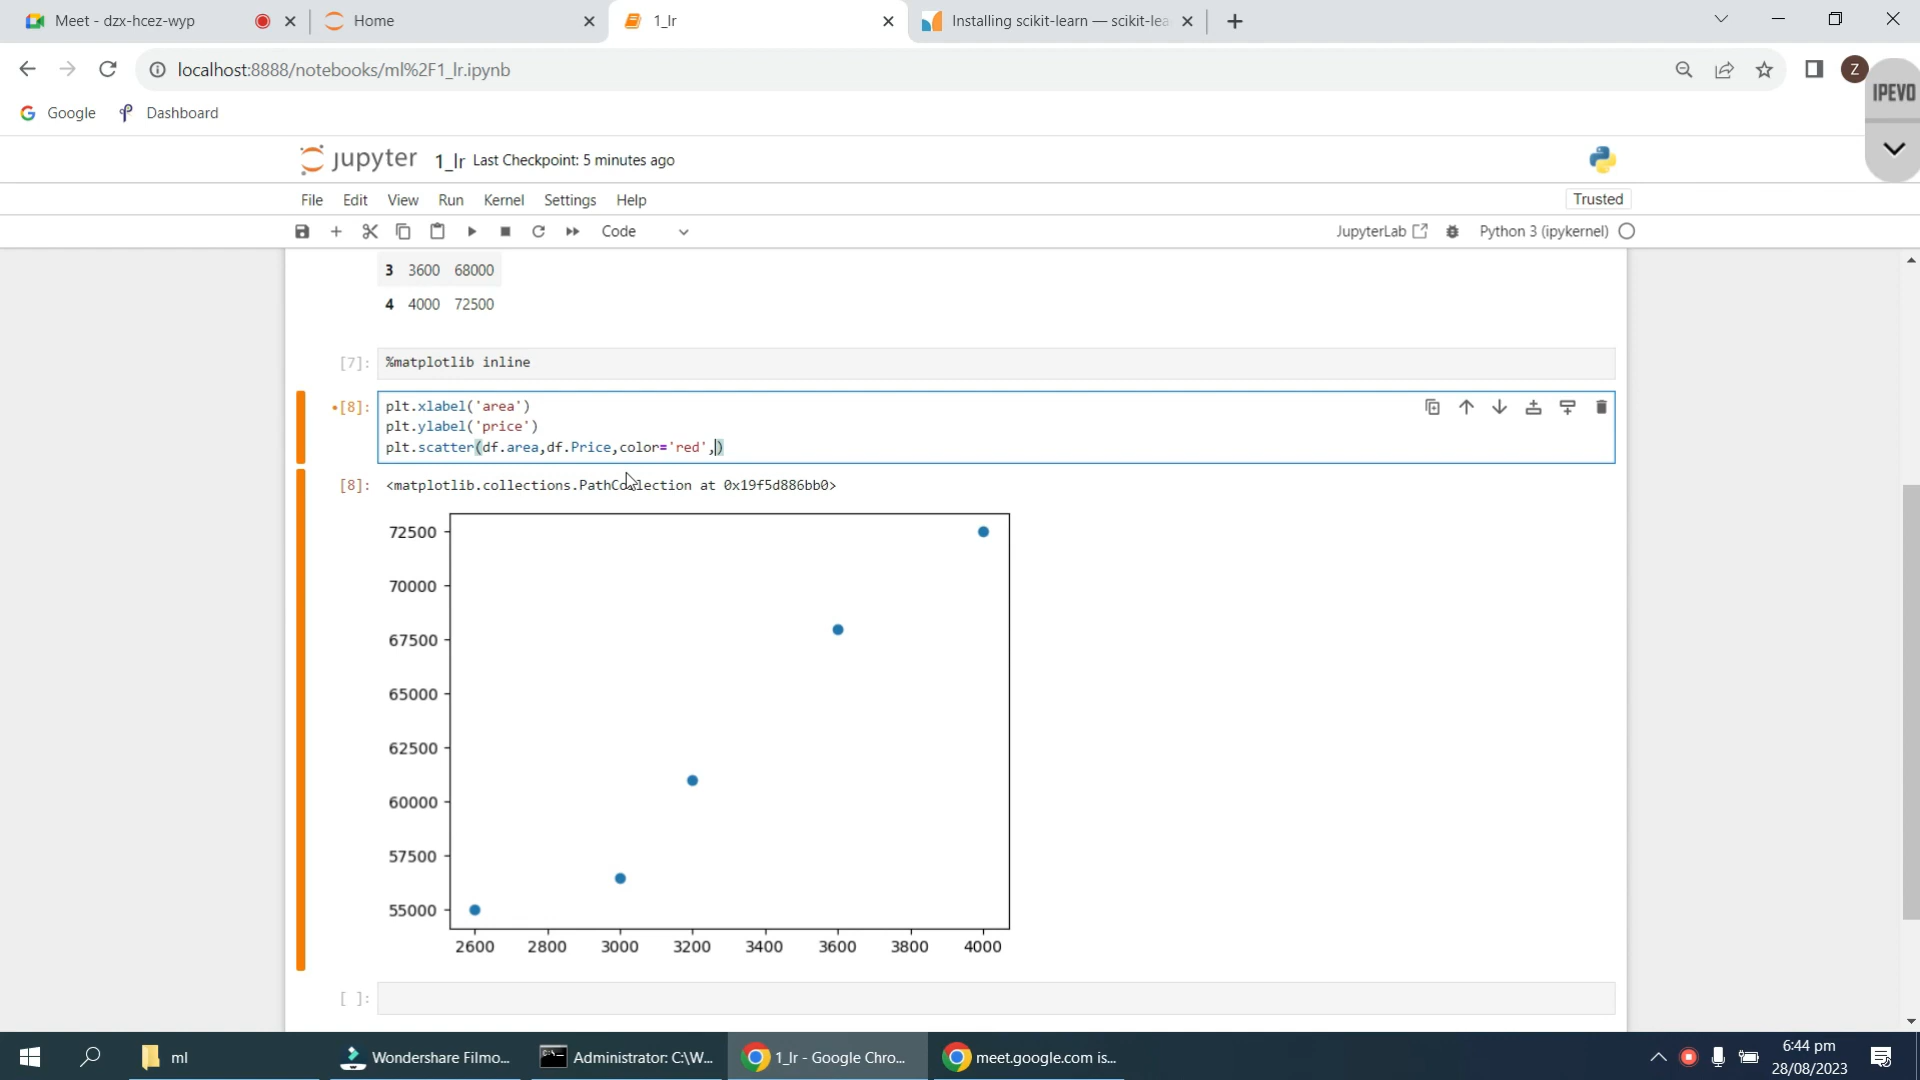 Meet - dzx-hcez-wyp
Home
1_lr
Installing scikit-learn — scikit-lea
localhost:8888/notebooks/ml%2F1_lr.ipynb
Z
IPEVO
Google
Dashboard
jupyter 1_lr Last Checkpoint: 5 minutes ago
File Edit View Run Kernel Settings Help
Trusted
Code
JupyterLab
Python 3 (ipykernel)
3 3600 68000
4 4000 72500
[7]: %matplotlib inline
•[8]: plt.xlabel('area')
plt.ylabel('price')
plt.scatter(df.area,df.Price,color='red',)
[8]: <matplotlib.collections.PathCollection at 0x19f5d886bb0>
72500
70000
67500
65000
62500
60000
57500
55000
2600 2800 3000 3200 3400 3600 3800 4000
[ ]:
ml
Wondershare Filmo...
Administrator: C:\W...
1_lr - Google Chro...
meet.google.com is...
6:44 pm
28/08/2023